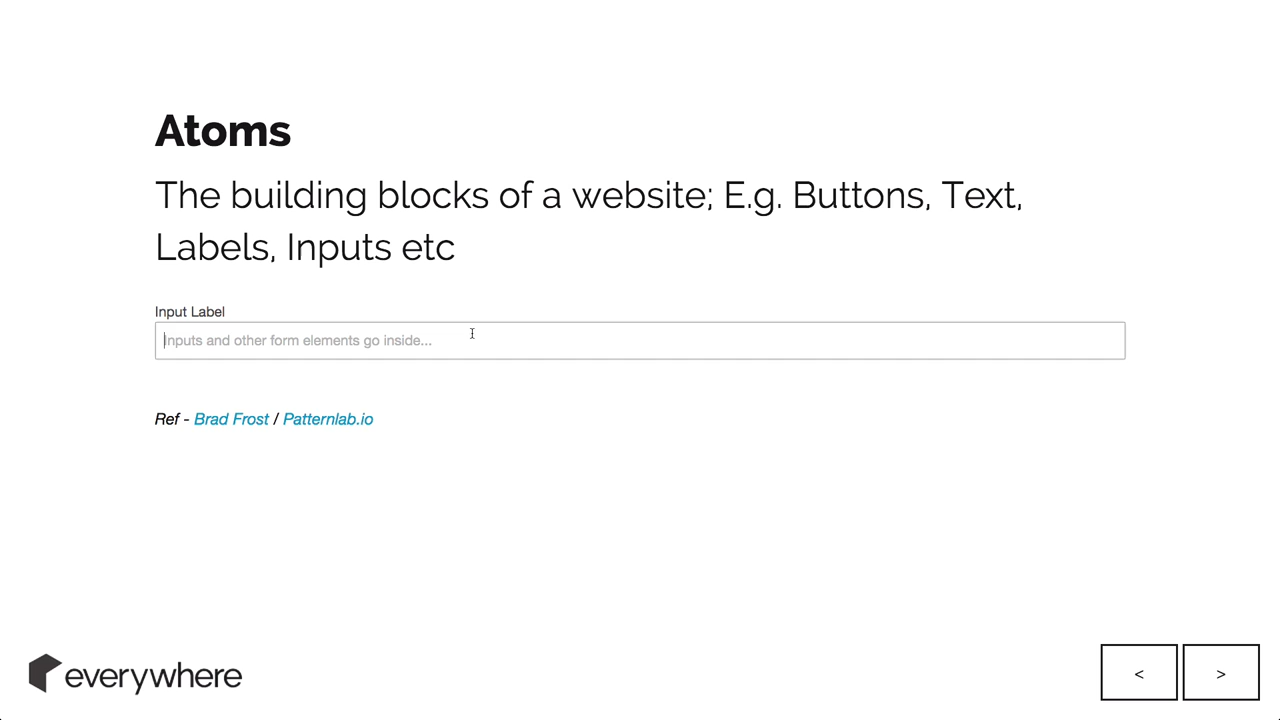 Atoms
The building blocks of a website; E.g. Buttons, Text,
Labels, Inputs etc
Input Label
Inputs and other form elements go inside...
Ref - Brad Frost / Patternlab.io
everywhere
< >